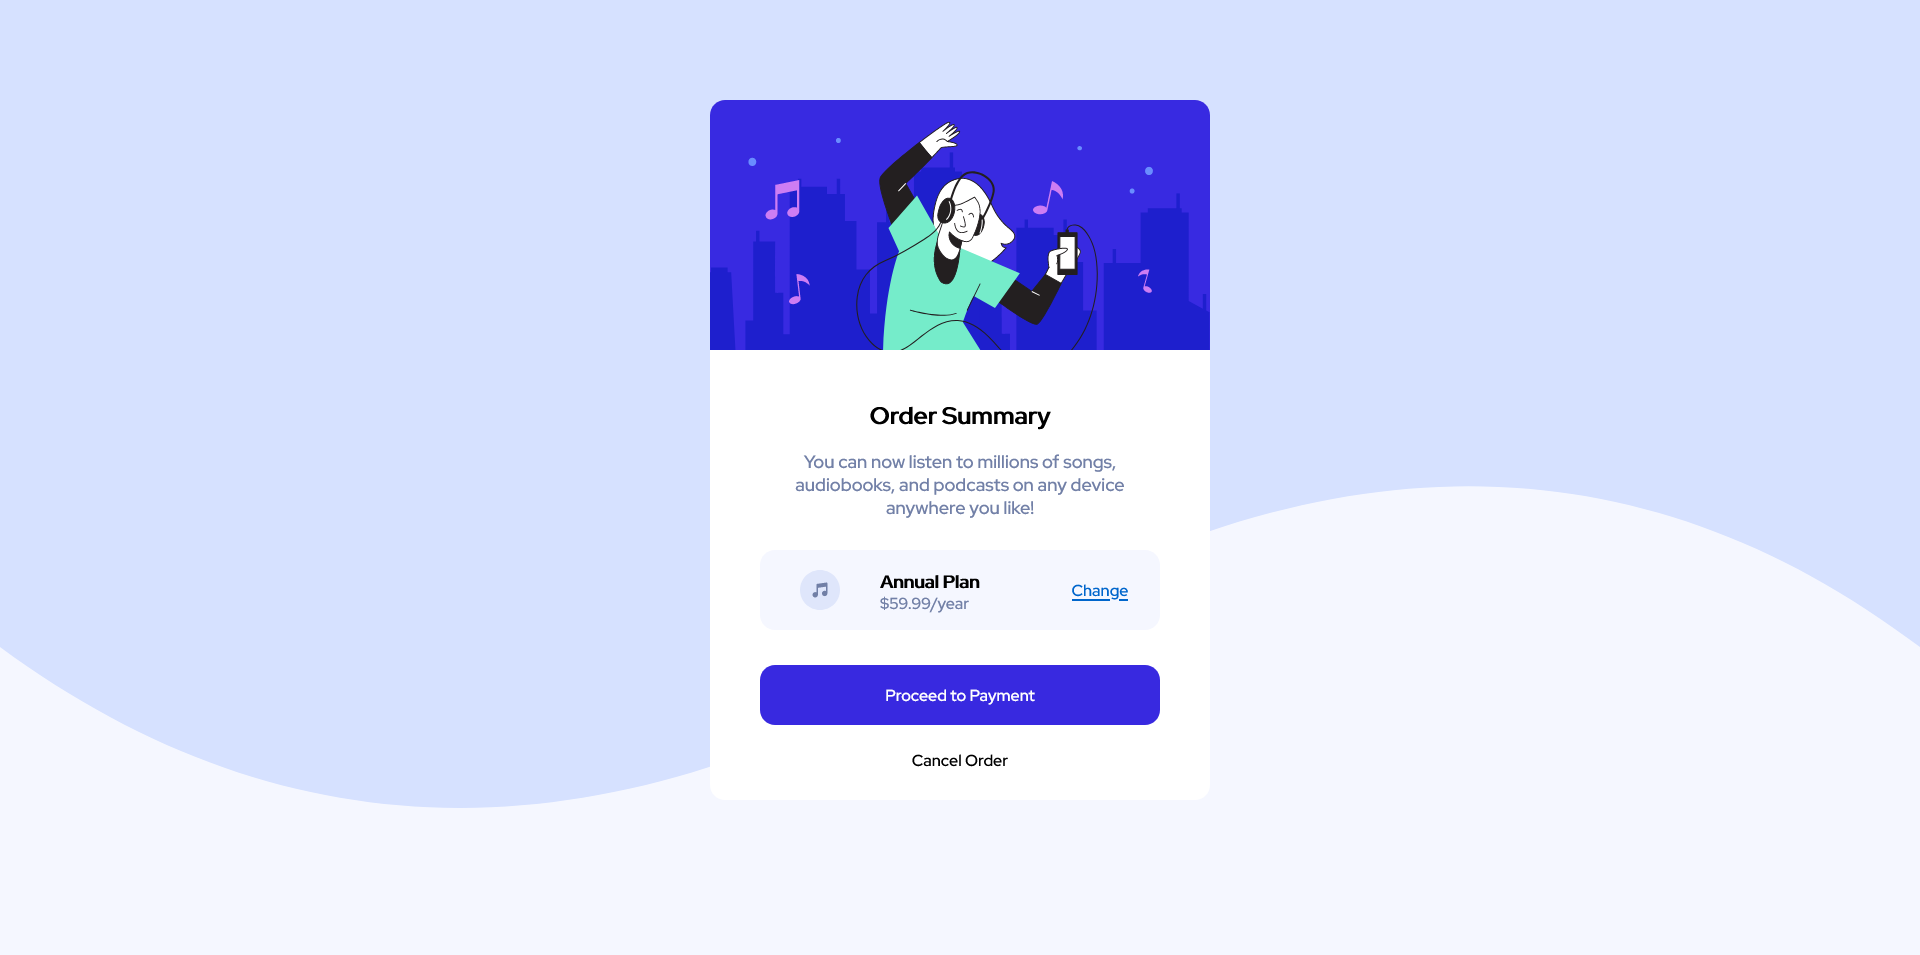 Order Summary
You can now listen to millions of songs,
audiobooks, and podcasts on any device
anywhere you like!
Annual Plan
$59.99/year
Change
Proceed to Payment
Cancel Order